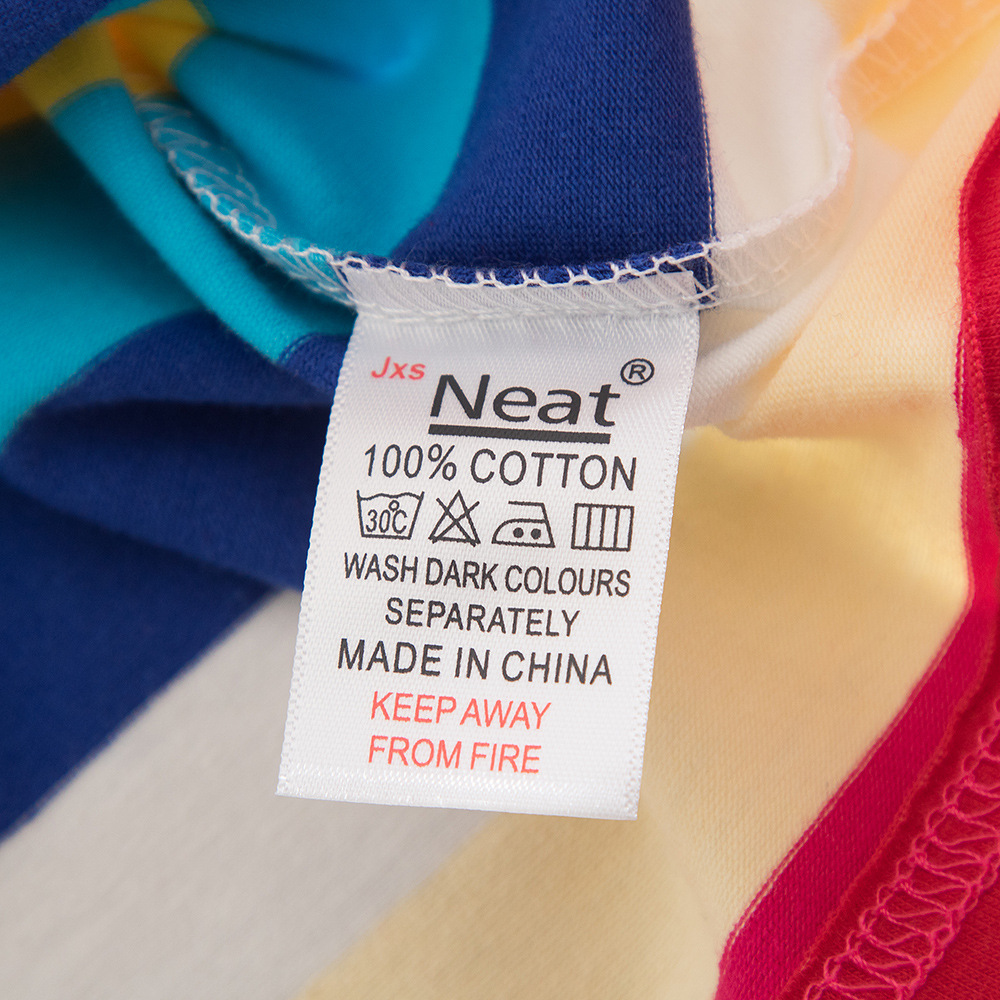 Jxs Neat®
100% COTTON
30°C
WASH DARK COLOURS
SEPARATELY
MADE IN CHINA
KEEP AWAY
FROM FIRE